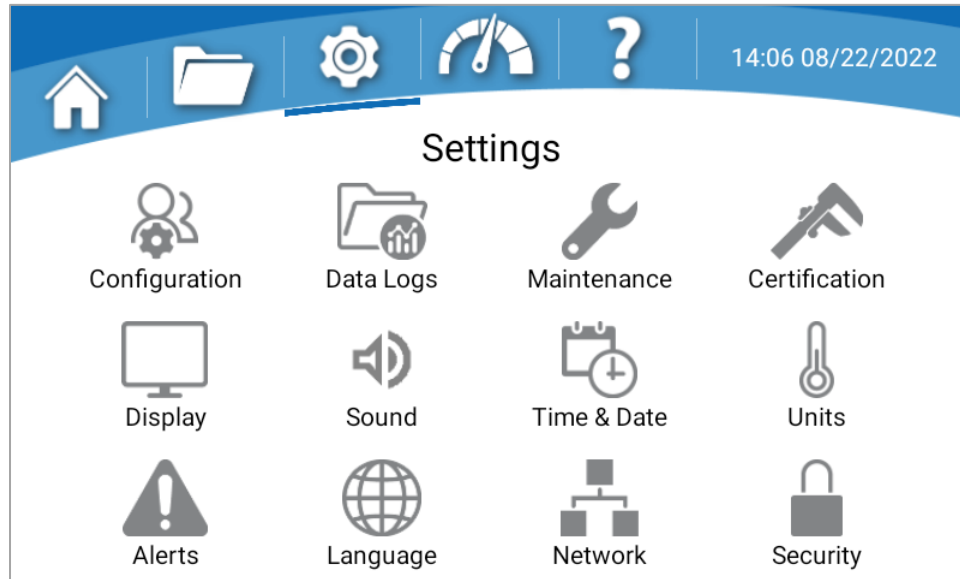 14:06 08/22/2022
Settings
Configuration
Data Logs
Maintenance
Certification
Display
Sound
Time & Date
Units
Alerts
Language
Network
Security